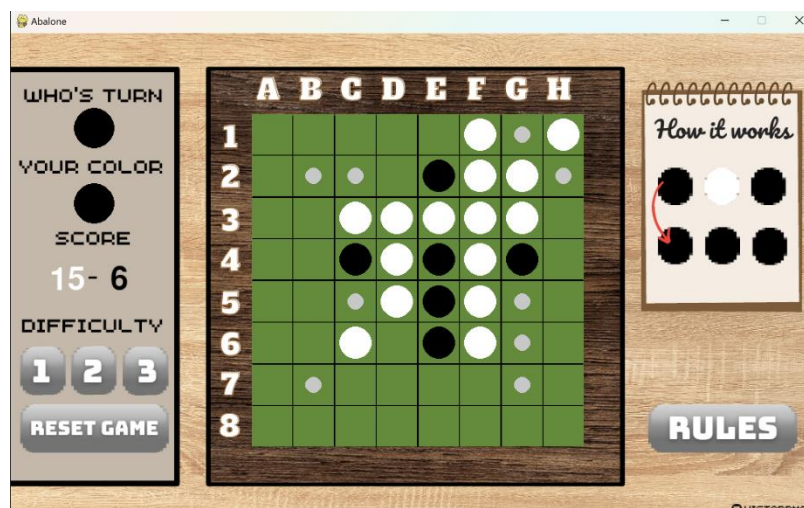 Abalone
WHO'S TURN
YOUR COLOR
SCORE
15- 6
DIFFICULTY
1 2 3
RESET GAME
A B C D E F G H
1
2
3
4
5
6
7
8
How it works
RULES